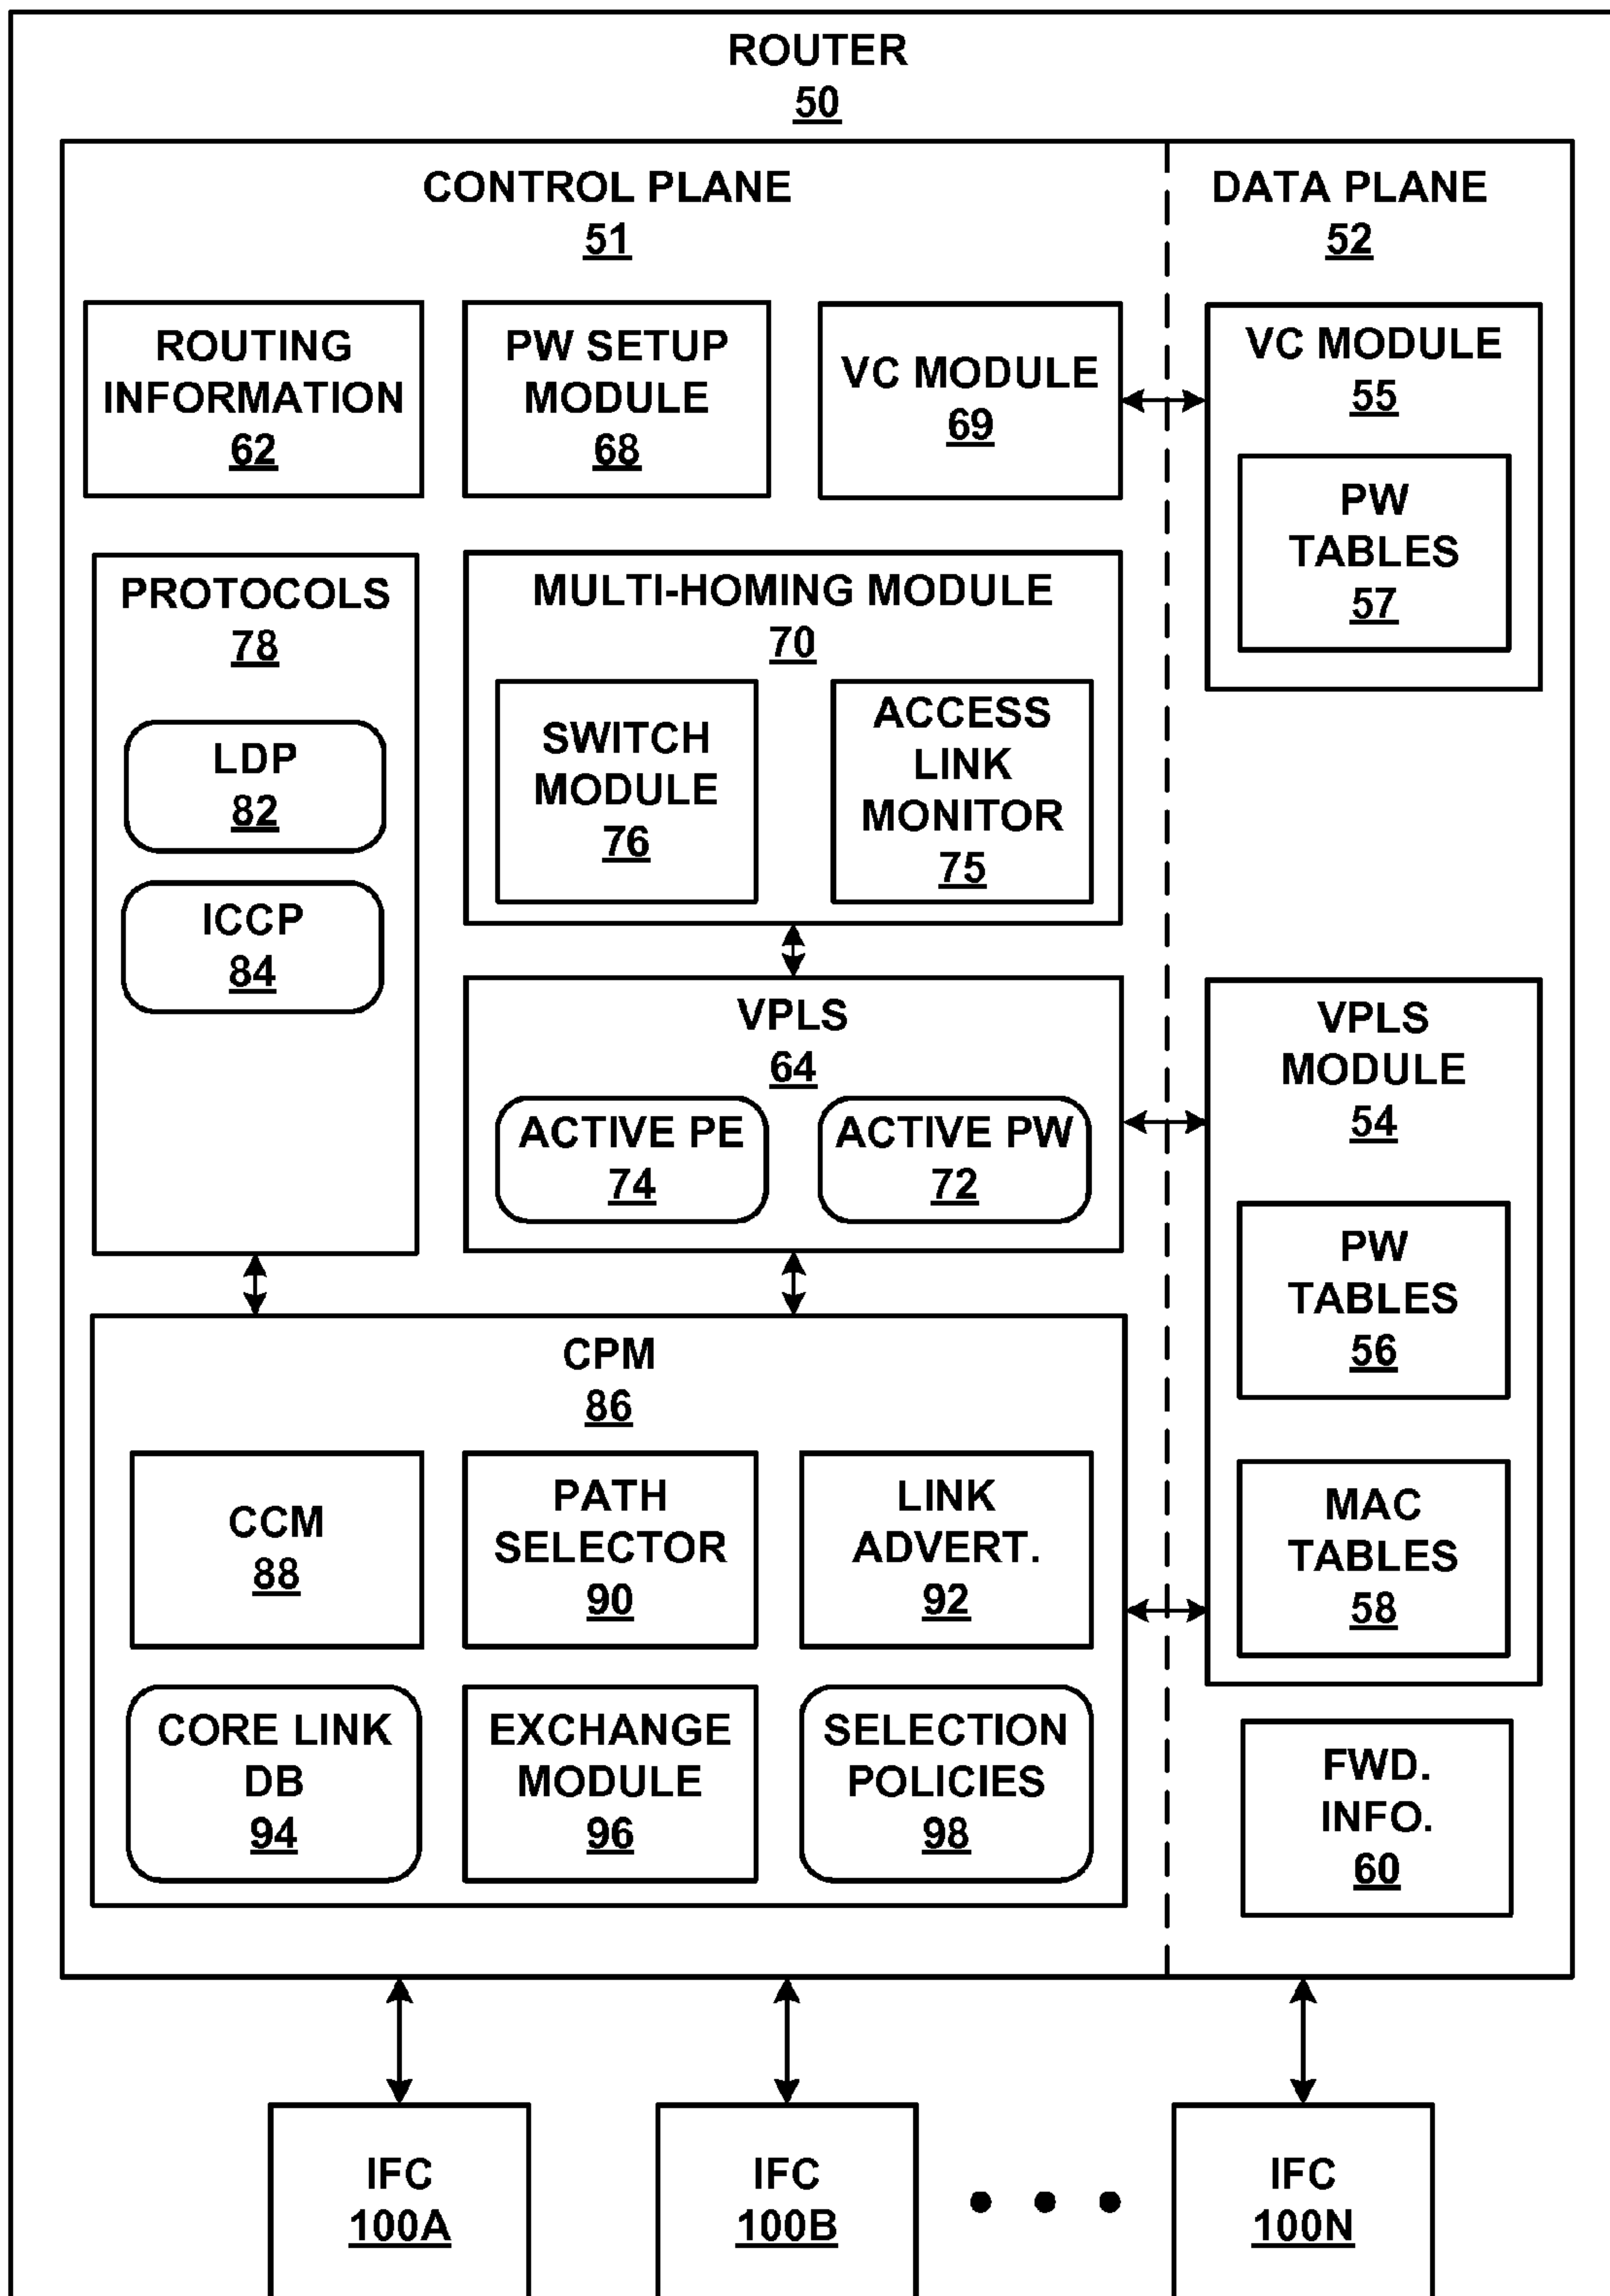 ROUTER
50
CONTROL PLANE
51
DATA PLANE
52
ROUTING
INFORMATION
62
PW SETUP
MODULE
68
VC MODULE
69
VC MODULE
55
PW
TABLES
57
PROTOCOLS
78
LDP
82
ICCP
84
MULTI-HOMING MODULE
70
SWITCH
MODULE
76
ACCESS
LINK
MONITOR
75
VPLS
64
ACTIVE PE
74
ACTIVE PW
72
VPLS
MODULE
54
PW
TABLES
56
MAC
TABLES
58
CPM
86
CCM
88
PATH
SELECTOR
90
LINK
ADVERT.
92
CORE LINK
DB
94
EXCHANGE
MODULE
96
SELECTION
POLICIES
98
FWD.
INFO.
60
IFC
100A
IFC
100B
IFC
100N